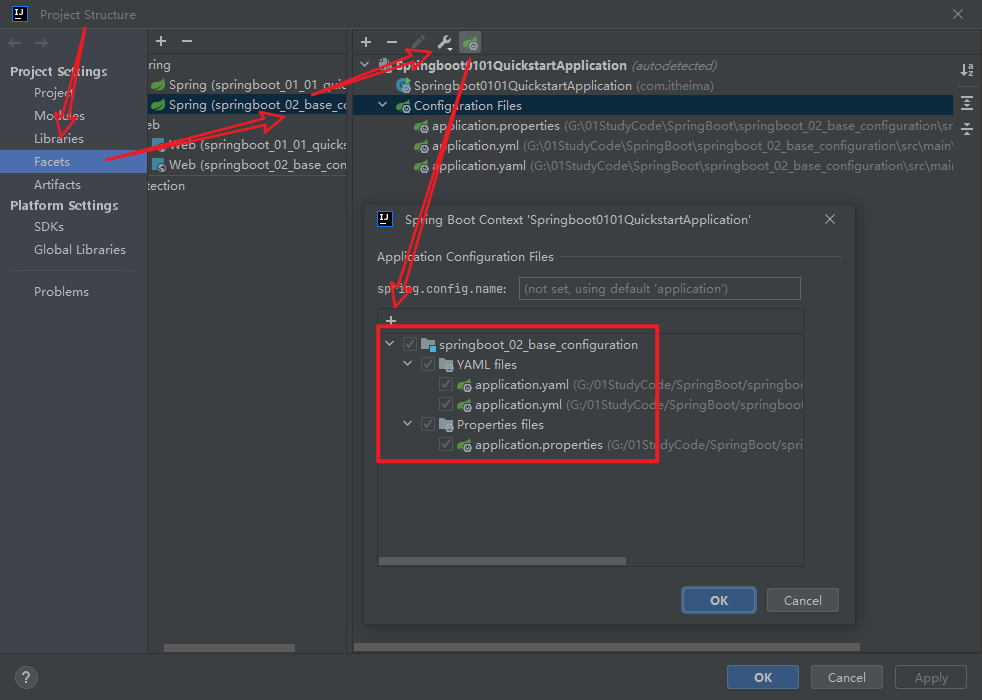 Project Structure
Project Settings
Project
Modules
Libraries
Facets
Artifacts
Platform Settings
SDKs
Global Libraries
Problems
ring
Spring (springboot_01_01_quic
Spring (springboot_02_base_co
eb
Web (springboot_01_01_quicks
Web (springboot_02_base_con
tection
Springboot0101QuickstartApplication (autodetected)
Springboot0101QuickstartApplication (com.itheima)
Configuration Files
application.properties (G:\01StudyCode\SpringBoot\springboot_02_base_configuration\sr
application.yml (G:\01StudyCode\SpringBoot\springboot_02_base_configuration\src\main\
application.yaml (G:\01StudyCode\SpringBoot\springboot_02_base_configuration\src\mai
Spring Boot Context 'Springboot0101QuickstartApplication'
Application Configuration Files
spring.config.name: (not set, using default 'application')
springboot_02_base_configuration
YAML files
application.yaml (G:/01StudyCode/SpringBoot/springboo
application.yml (G:/01StudyCode/SpringBoot/springboot
Properties files
application.properties (G:/01StudyCode/SpringBoot/spri
OK
Cancel
?
OK
Cancel
Apply